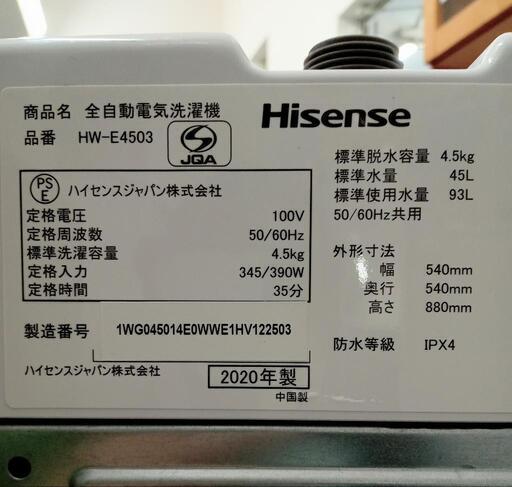 商品名 全自動電気洗濯機
品番 HW-E4503
JQA
Hisense
PS
E
ハイセンスジャパン株式会社
定格電圧 100V
定格周波数 50/60Hz
標準洗濯容量 4.5kg
定格入力 345/390W
定格時間 35分
標準脱水容量 4.5kg
標準水量 45L
標準使用水量 93L
50/60Hz共用
外形寸法
幅 540mm
奥行 540mm
高さ 880mm
製造番号 1WG045014E0WWE1HV122503
防水等級 IPX4
ハイセンスジャパン株式会社 2020年製
中国製